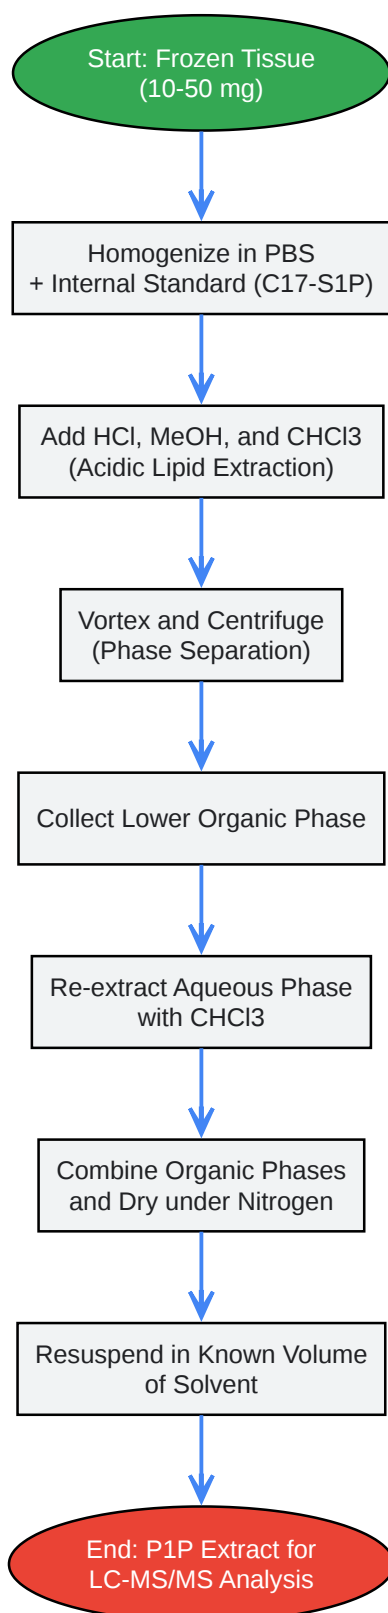 Start: Frozen Tissue
(10-50 mg)
Homogenize in PBS
+ Internal Standard (C17-S1P)
Add HCl, MeOH, and CHCl3
(Acidic Lipid Extraction)
Vortex and Centrifuge
(Phase Separation)
Collect Lower Organic Phase
Re-extract Aqueous Phase
with CHCl3
Combine Organic Phases
and Dry under Nitrogen
Resuspend in Known Volume
of Solvent
End: P1P Extract for
LC-MS/MS Analysis